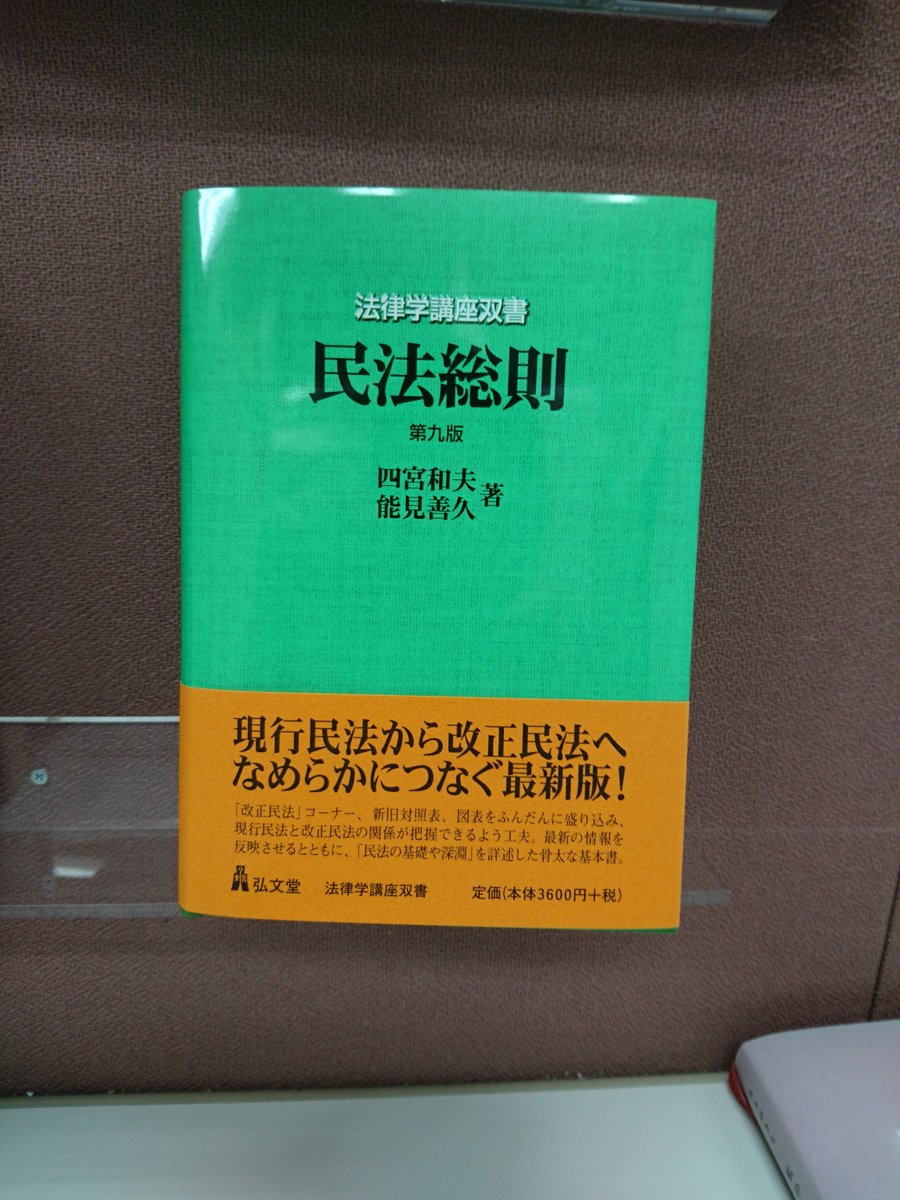 法律学講座双書
民法総則
第九版
四宮和夫
能見善久 著
現行民法から改正民法へ
なめらかにつなぐ最新版!
「改正民法」コーナー、新旧対照表、図表をふんだんに盛り込み、
現行民法と改正民法の関係が把握できるよう工夫。最新の情報を
反映させるとともに、「民法の基礎や深淵」を詳述した骨太な基本書。
弘文堂 法律学講座双書 定価(本体3600円+税)